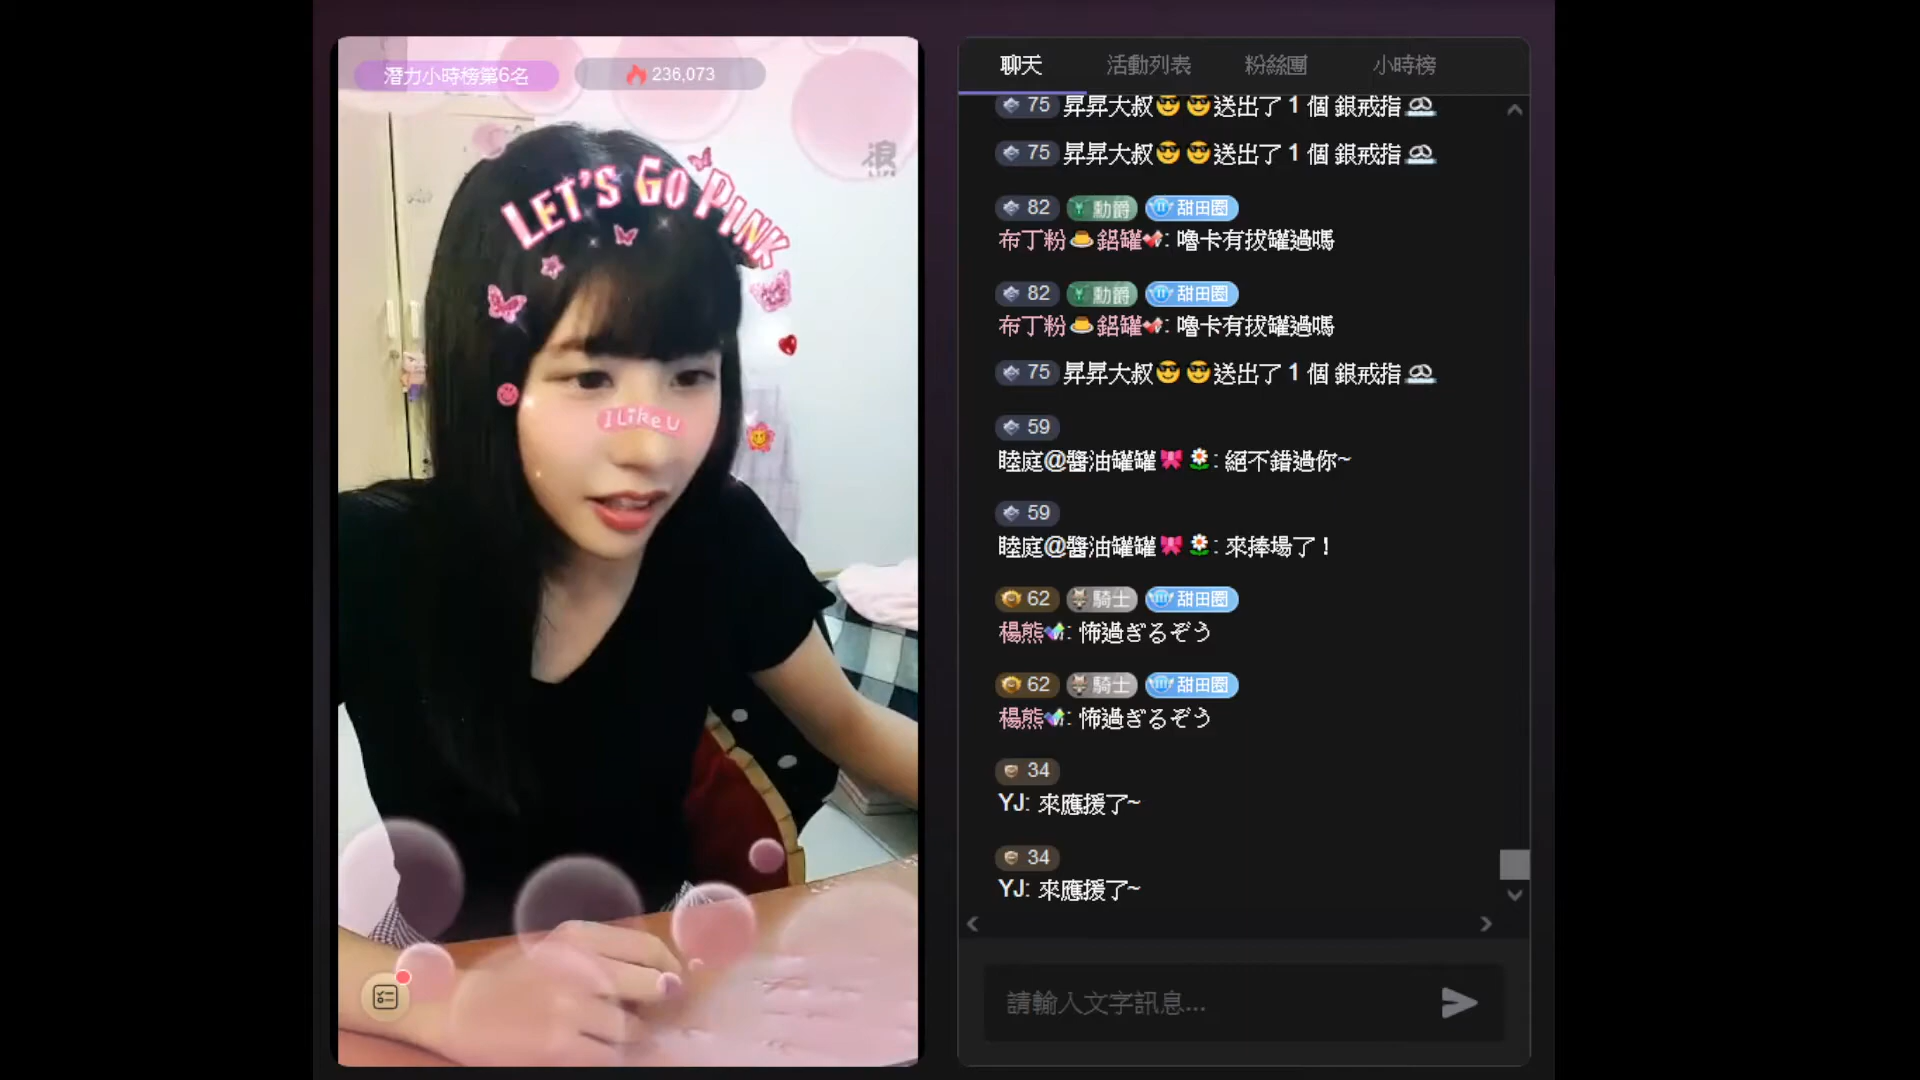 潛力小時榜第6名
236,073
浪
LIVE
LET'S GO PINK
I Like U
聊天
活動列表
粉絲團
小時榜
75 昇昇大叔😎😎送出了 1 個 銀戒指
75 昇昇大叔😎😎送出了 1 個 銀戒指
82 勳爵 甜田圈
布丁粉🍮鋁罐: 嚕卡有拔罐過嗎
82 勳爵 甜田圈
布丁粉🍮鋁罐: 嚕卡有拔罐過嗎
75 昇昇大叔😎😎送出了 1 個 銀戒指
59
睦庭@醬油罐罐🎀🌼: 絕不錯過你~
59
睦庭@醬油罐罐🎀🌼: 來捧場了！
62 騎士 甜田圈
楊熊: 怖過ぎるぞう
62 騎士 甜田圈
楊熊: 怖過ぎるぞう
34
YJ: 來應援了~
34
YJ: 來應援了~
請輸入文字訊息...